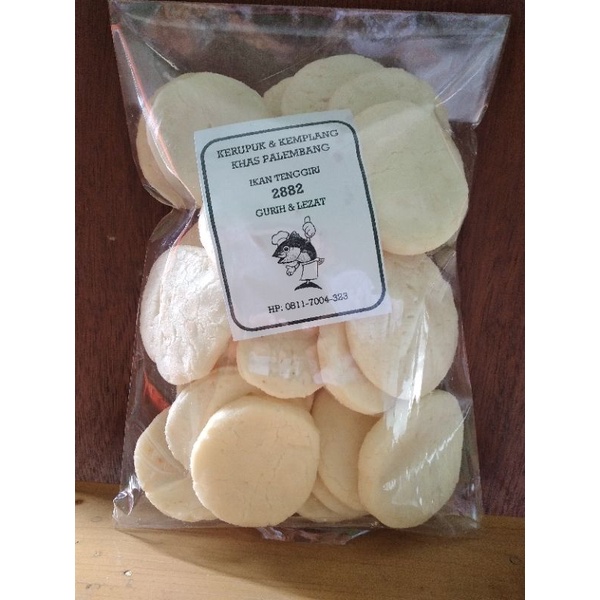 KERUPUK & KEMPLANG
KHAS PALEMBANG
IKAN TENGGIRI
2882
GURIH & LEZAT
HP: 0811-7004-323